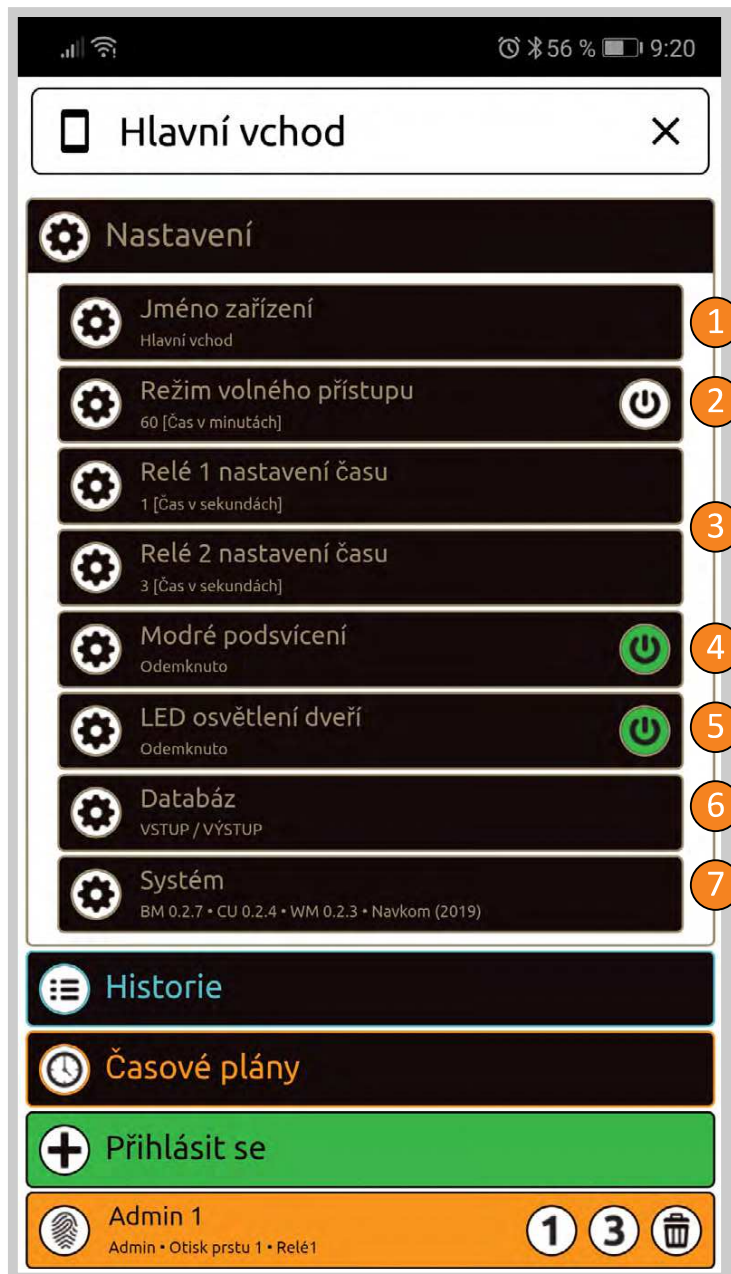 56 % 9:20
Hlavní vchod
Nastavení
Jméno zařízení
Hlavní vchod
1
Režim volného přístupu
60 [Čas v minutách]
2
Relé 1 nastavení času
1 [Čas v sekundách]
3
Relé 2 nastavení času
3 [Čas v sekundách]
Modré podsvícení
Odemknuto
4
LED osvětlení dveří
Odemknuto
5
Databáz
VSTUP / VÝSTUP
6
Systém
BM 0.2.7 • CU 0.2.4 • WM 0.2.3 • Navkom (2019)
7
Historie
Časové plány
Přihlásit se
Admin 1
Admin • Otisk prstu 1 • Relé1
1 3